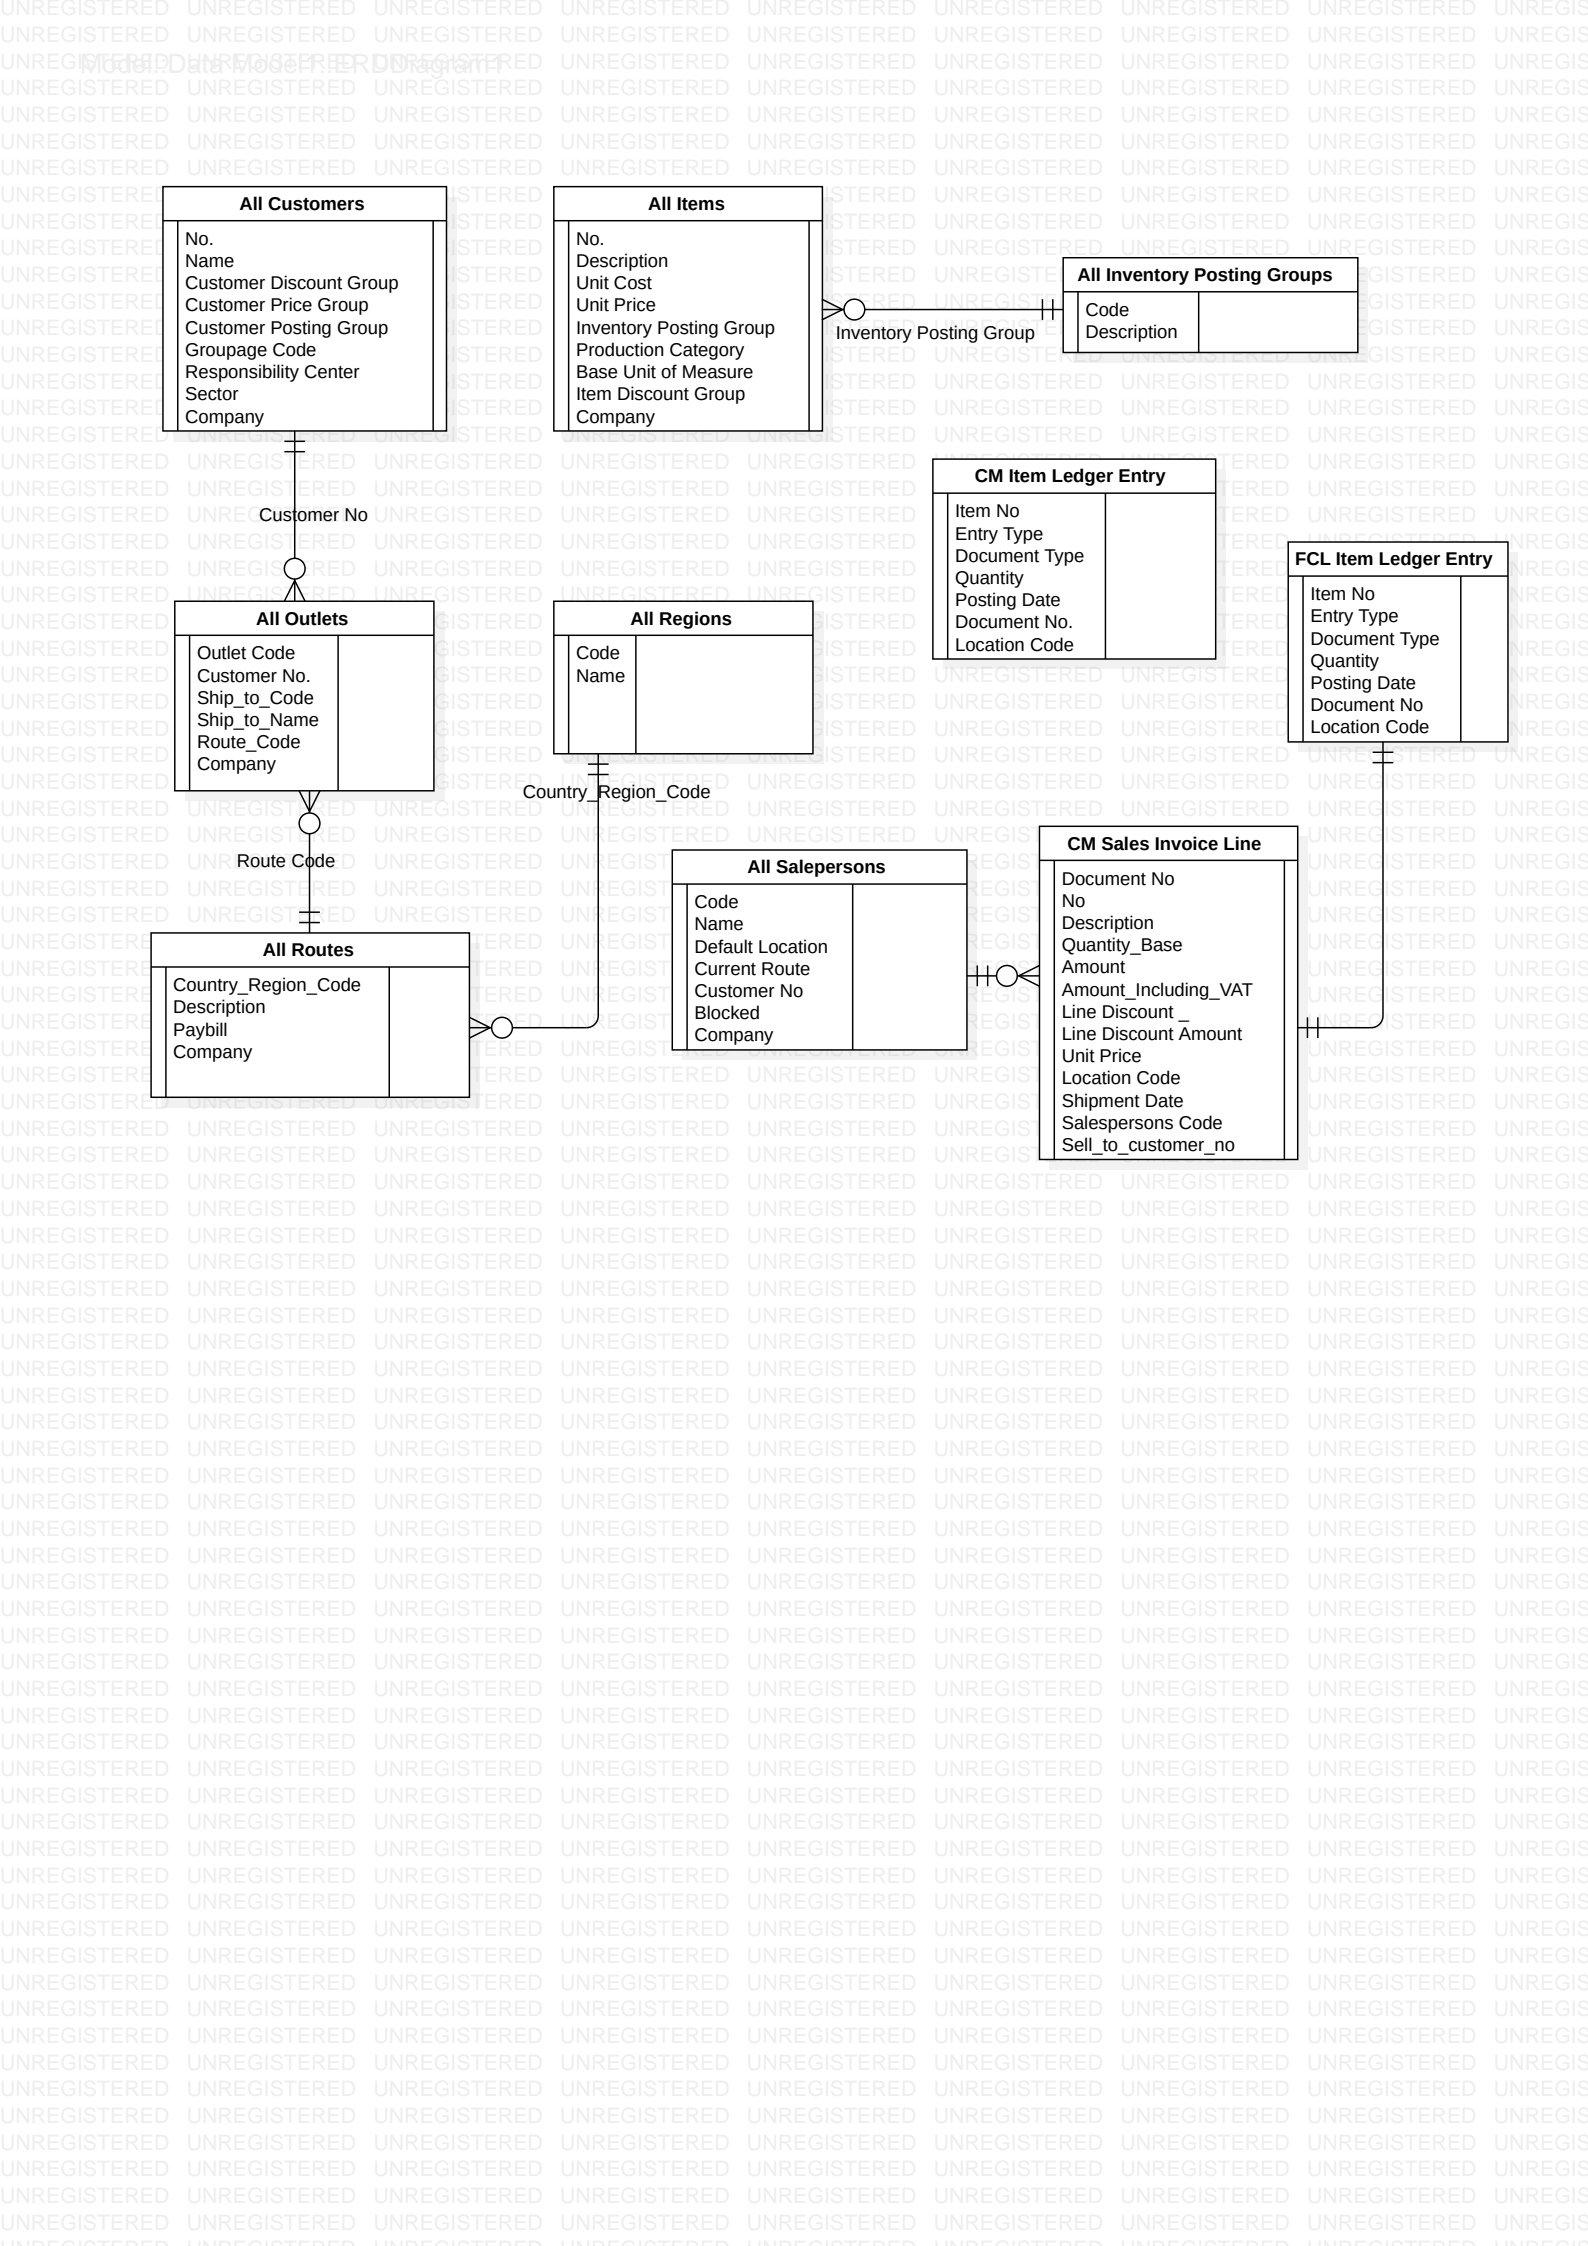 Model::Data Model1::ERDDiagram1
All Customers
No.
Name
Customer Discount Group
Customer Price Group
Customer Posting Group
Groupage Code
Responsibility Center
Sector
Company
All Items
No.
Description
Unit Cost
Unit Price
Inventory Posting Group
Production Category
Base Unit of Measure
Item Discount Group
Company
Inventory Posting Group
All Inventory Posting Groups
Code
Description
Customer No
CM Item Ledger Entry
Item No
Entry Type
Document Type
Quantity
Posting Date
Document No.
Location Code
FCL Item Ledger Entry
Item No
Entry Type
Document Type
Quantity
Posting Date
Document No
Location Code
All Outlets
Outlet Code
Customer No.
Ship_to_Code
Ship_to_Name
Route_Code
Company
All Regions
Code
Name
Country_Region_Code
Route Code
All Routes
Country_Region_Code
Description
Paybill
Company
All Salepersons
Code
Name
Default Location
Current Route
Customer No
Blocked
Company
CM Sales Invoice Line
Document No
No
Description
Quantity_Base
Amount
Amount_Including_VAT
Line Discount _
Line Discount Amount
Unit Price
Location Code
Shipment Date
Salespersons Code
Sell_to_customer_no
UNREGISTERED